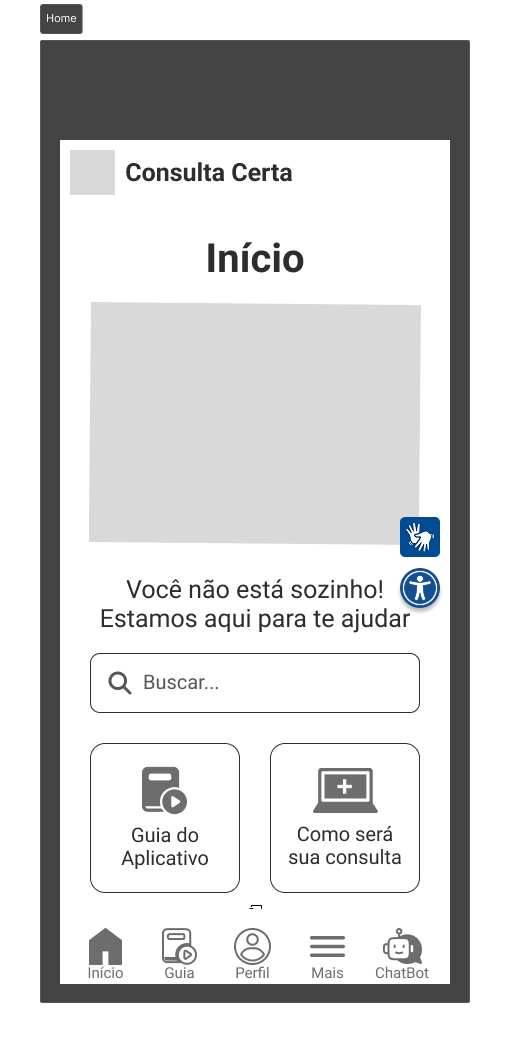 Home
Consulta Certa
Início
Você não está sozinho!
Estamos aqui para te ajudar
Buscar...
Guia do
Aplicativo
Como será
sua consulta
Início
Guia
Perfil
Mais
ChatBot